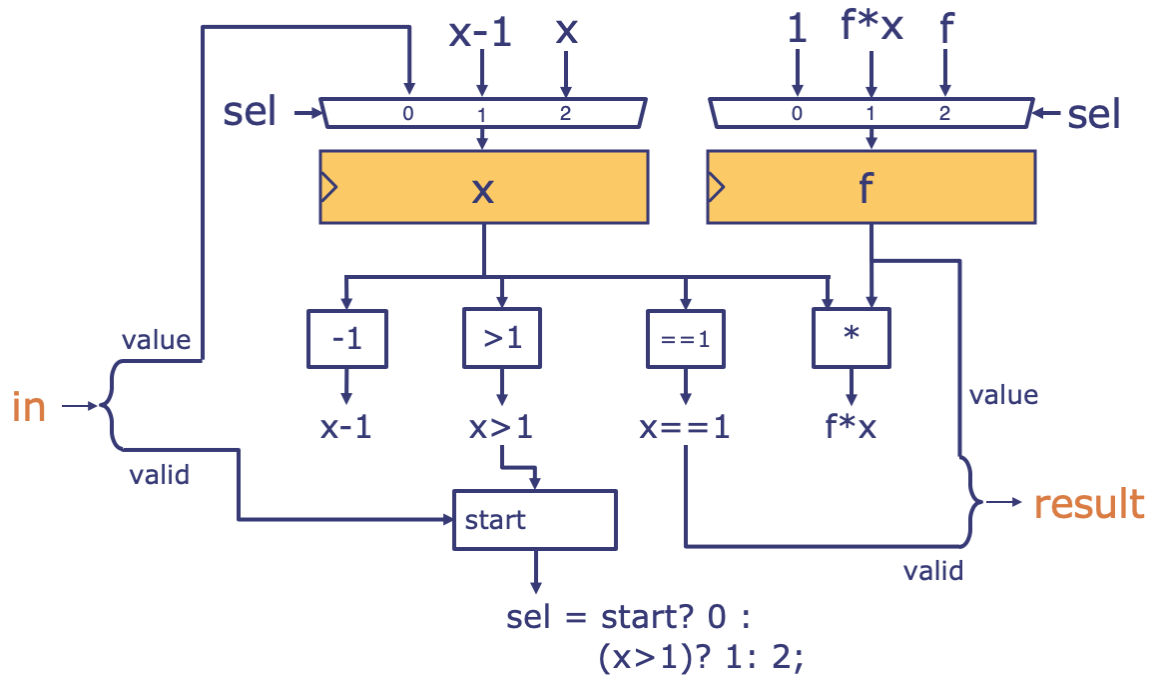 x-1 x 1 f*x f
sel 0 1 2 0 1 2 sel
x f
-1 >1 ==1 *
value
in
x-1 x>1 x==1 f*x
value
valid
start
result
valid
sel = start? 0 :
(x>1)? 1: 2;